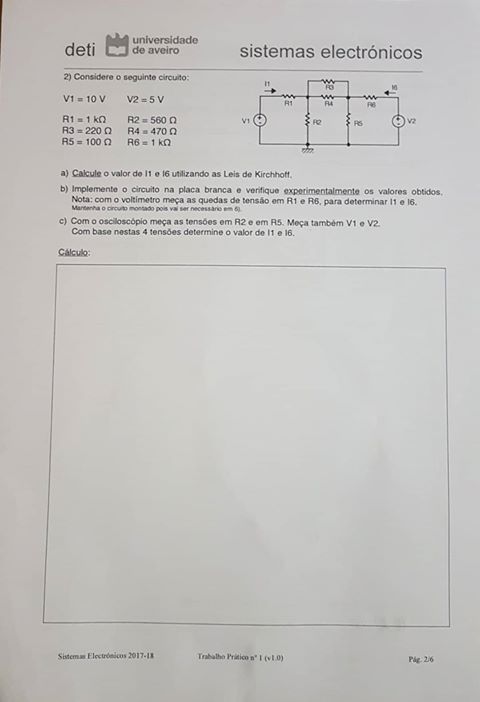 deti universidade de aveiro sistemas electrónicos
2) Considere o seguinte circuito:
V1 = 10 V V2 = 5 V
R1 = 1 kΩ R2 = 560 Ω
R3 = 220 Ω R4 = 470 Ω
R5 = 100 Ω R6 = 1 kΩ
I1 R3 I6
R1 R4 R6
V1 R2 R5 V2
a) Calcule o valor de I1 e I6 utilizando as Leis de Kirchhoff.
b) Implemente o circuito na placa branca e verifique experimentalmente os valores obtidos.
Nota: com o voltímetro meça as quedas de tensão em R1 e R6, para determinar I1 e I6.
Mantenha o circuito montado pois vai ser necessário em 6).
c) Com o osciloscópio meça as tensões em R2 e em R5. Meça também V1 e V2.
Com base nestas 4 tensões determine o valor de I1 e I6.
Cálculo:
Sistemas Electrónicos 2017-18 Trabalho Prático nº 1 (v1.0) Pág. 2/6